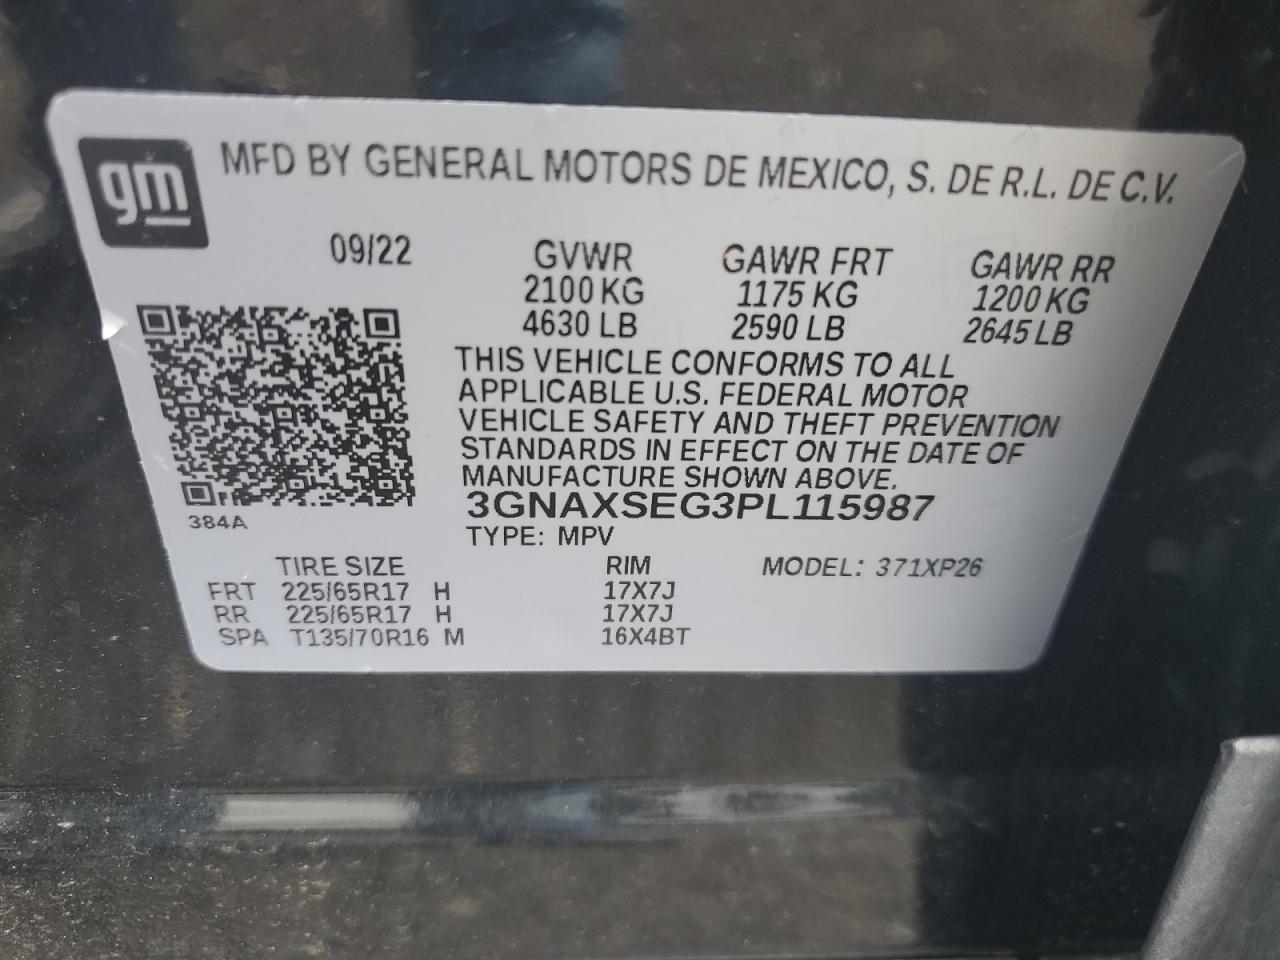 gm MFD BY GENERAL MOTORS DE MEXICO, S. DE R.L. DE C.V.
09/22 GVWR GAWR FRT GAWR RR
2100 KG 1175 KG 1200 KG
4630 LB 2590 LB 2645 LB
THIS VEHICLE CONFORMS TO ALL
APPLICABLE U.S. FEDERAL MOTOR
VEHICLE SAFETY AND THEFT PREVENTION
STANDARDS IN EFFECT ON THE DATE OF
MANUFACTURE SHOWN ABOVE.
3GNAXSEG3PL115987
384A
TYPE: MPV
TIRE SIZE RIM MODEL: 371XP26
FRT 225/65R17 H 17X7J
RR 225/65R17 H 17X7J
SPA T135/70R16 M 16X4BT